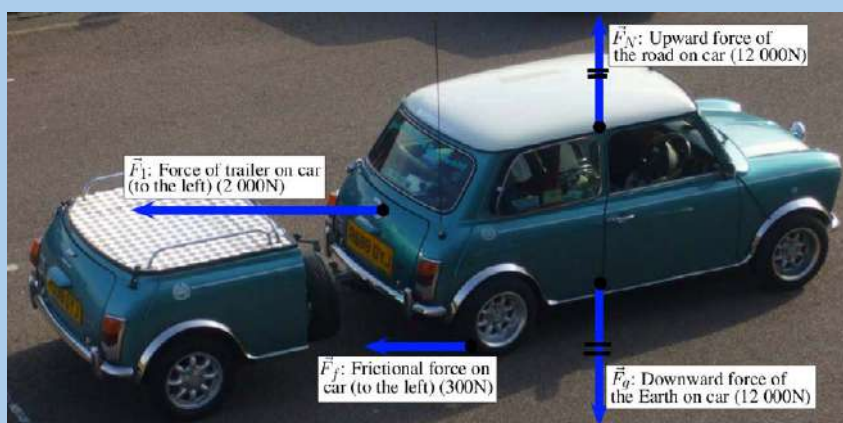 F⃗N: Upward force of
the road on car (12 000N)
F⃗1: Force of trailer on car
(to the left) (2 000N)
F⃗f: Frictional force on
car (to the left) (300N)
F⃗g: Downward force of
the Earth on car (12 000N)